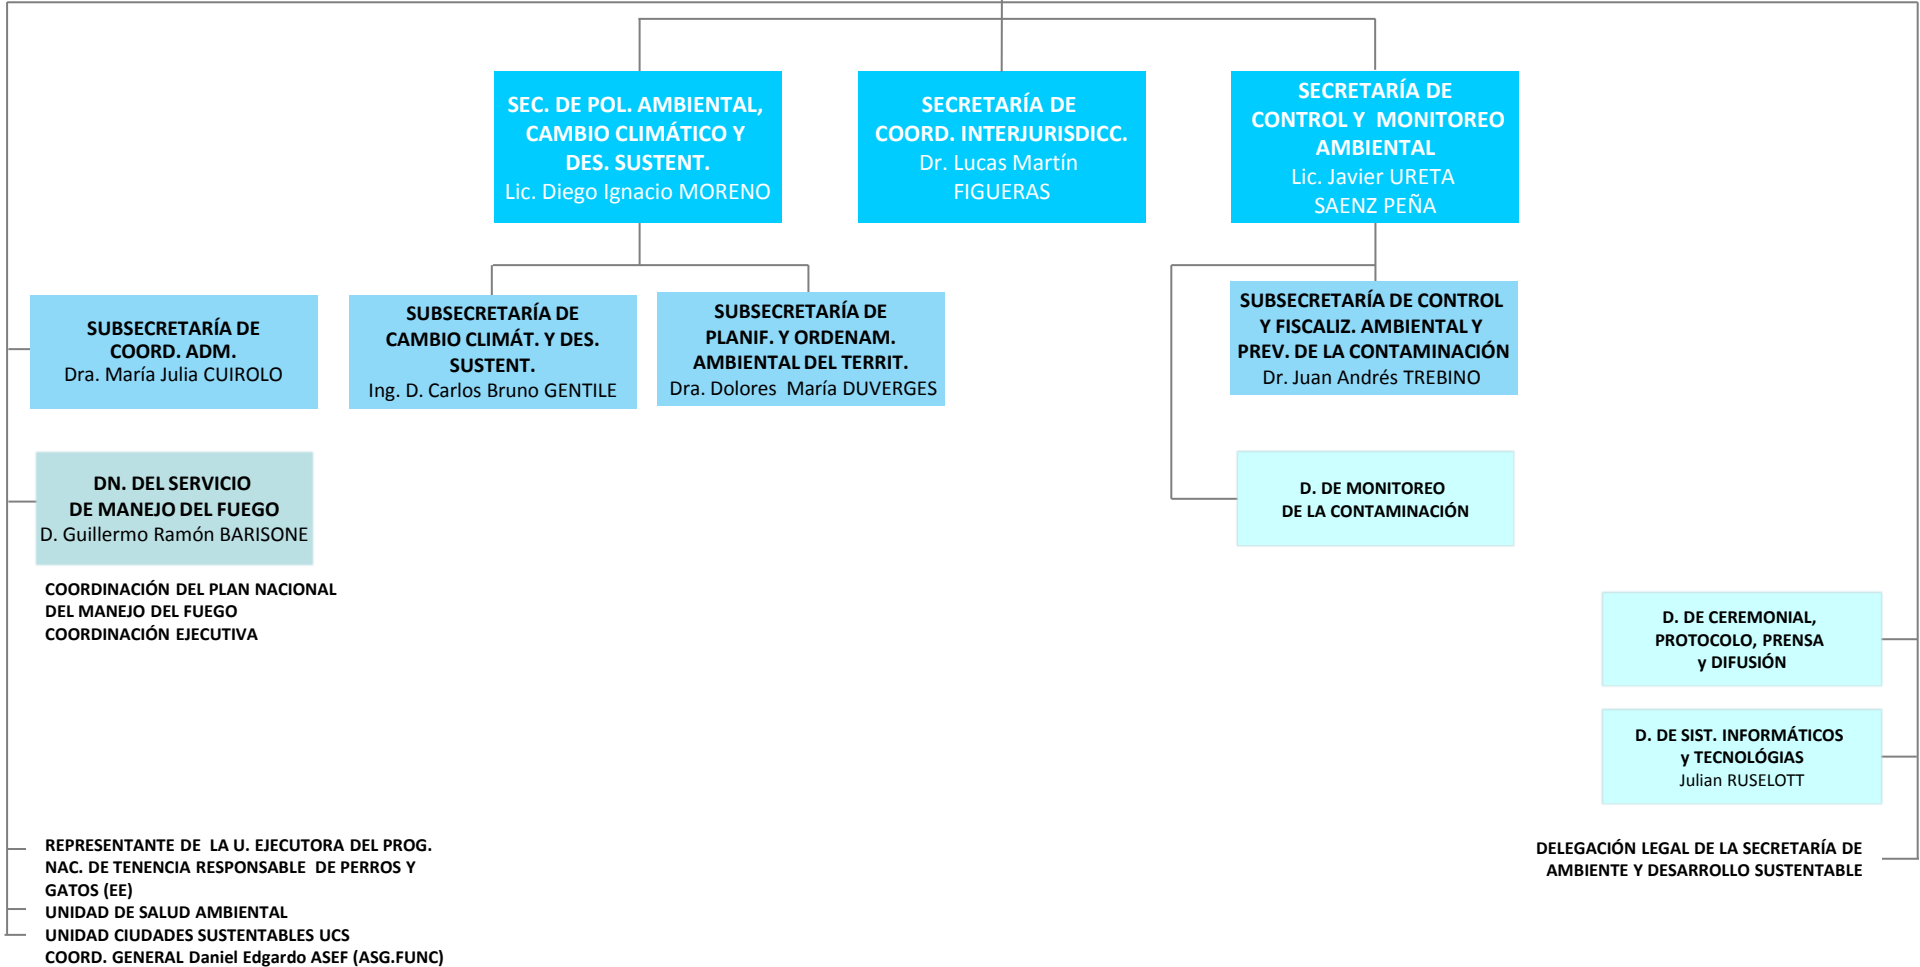 SEC. DE POL. AMBIENTAL,
CAMBIO CLIMÁTICO Y
DES. SUSTENT.
Lic. Diego Ignacio MORENO
SECRETARÍA DE
COORD. INTERJURISDICC.
Dr. Lucas Martín
FIGUERAS
SECRETARÍA DE
CONTROL Y MONITOREO
AMBIENTAL
Lic. Javier URETA
SAENZ PEÑA
SUBSECRETARÍA DE
COORD. ADM.
Dra. María Julia CUIROLO
SUBSECRETARÍA DE
CAMBIO CLIMÁT. Y DES.
SUSTENT.
Ing. D. Carlos Bruno GENTILE
SUBSECRETARÍA DE
PLANIF. Y ORDENAM.
AMBIENTAL DEL TERRIT.
Dra. Dolores María DUVERGES
SUBSECRETARÍA DE CONTROL
Y FISCALIZ. AMBIENTAL Y
PREV. DE LA CONTAMINACIÓN
Dr. Juan Andrés TREBINO
DN. DEL SERVICIO
DE MANEJO DEL FUEGO
D. Guillermo Ramón BARISONE
D. DE MONITOREO
DE LA CONTAMINACIÓN
COORDINACIÓN DEL PLAN NACIONAL
DEL MANEJO DEL FUEGO
COORDINACIÓN EJECUTIVA
D. DE CEREMONIAL,
PROTOCOLO, PRENSA
y DIFUSIÓN
D. DE SIST. INFORMÁTICOS
y TECNOLÓGIAS
Julian RUSELOTT
REPRESENTANTE DE LA U. EJECUTORA DEL PROG.
NAC. DE TENENCIA RESPONSABLE DE PERROS Y
GATOS (EE)
UNIDAD DE SALUD AMBIENTAL
UNIDAD CIUDADES SUSTENTABLES UCS
COORD. GENERAL Daniel Edgardo ASEF (ASG.FUNC)
DELEGACIÓN LEGAL DE LA SECRETARÍA DE
AMBIENTE Y DESARROLLO SUSTENTABLE